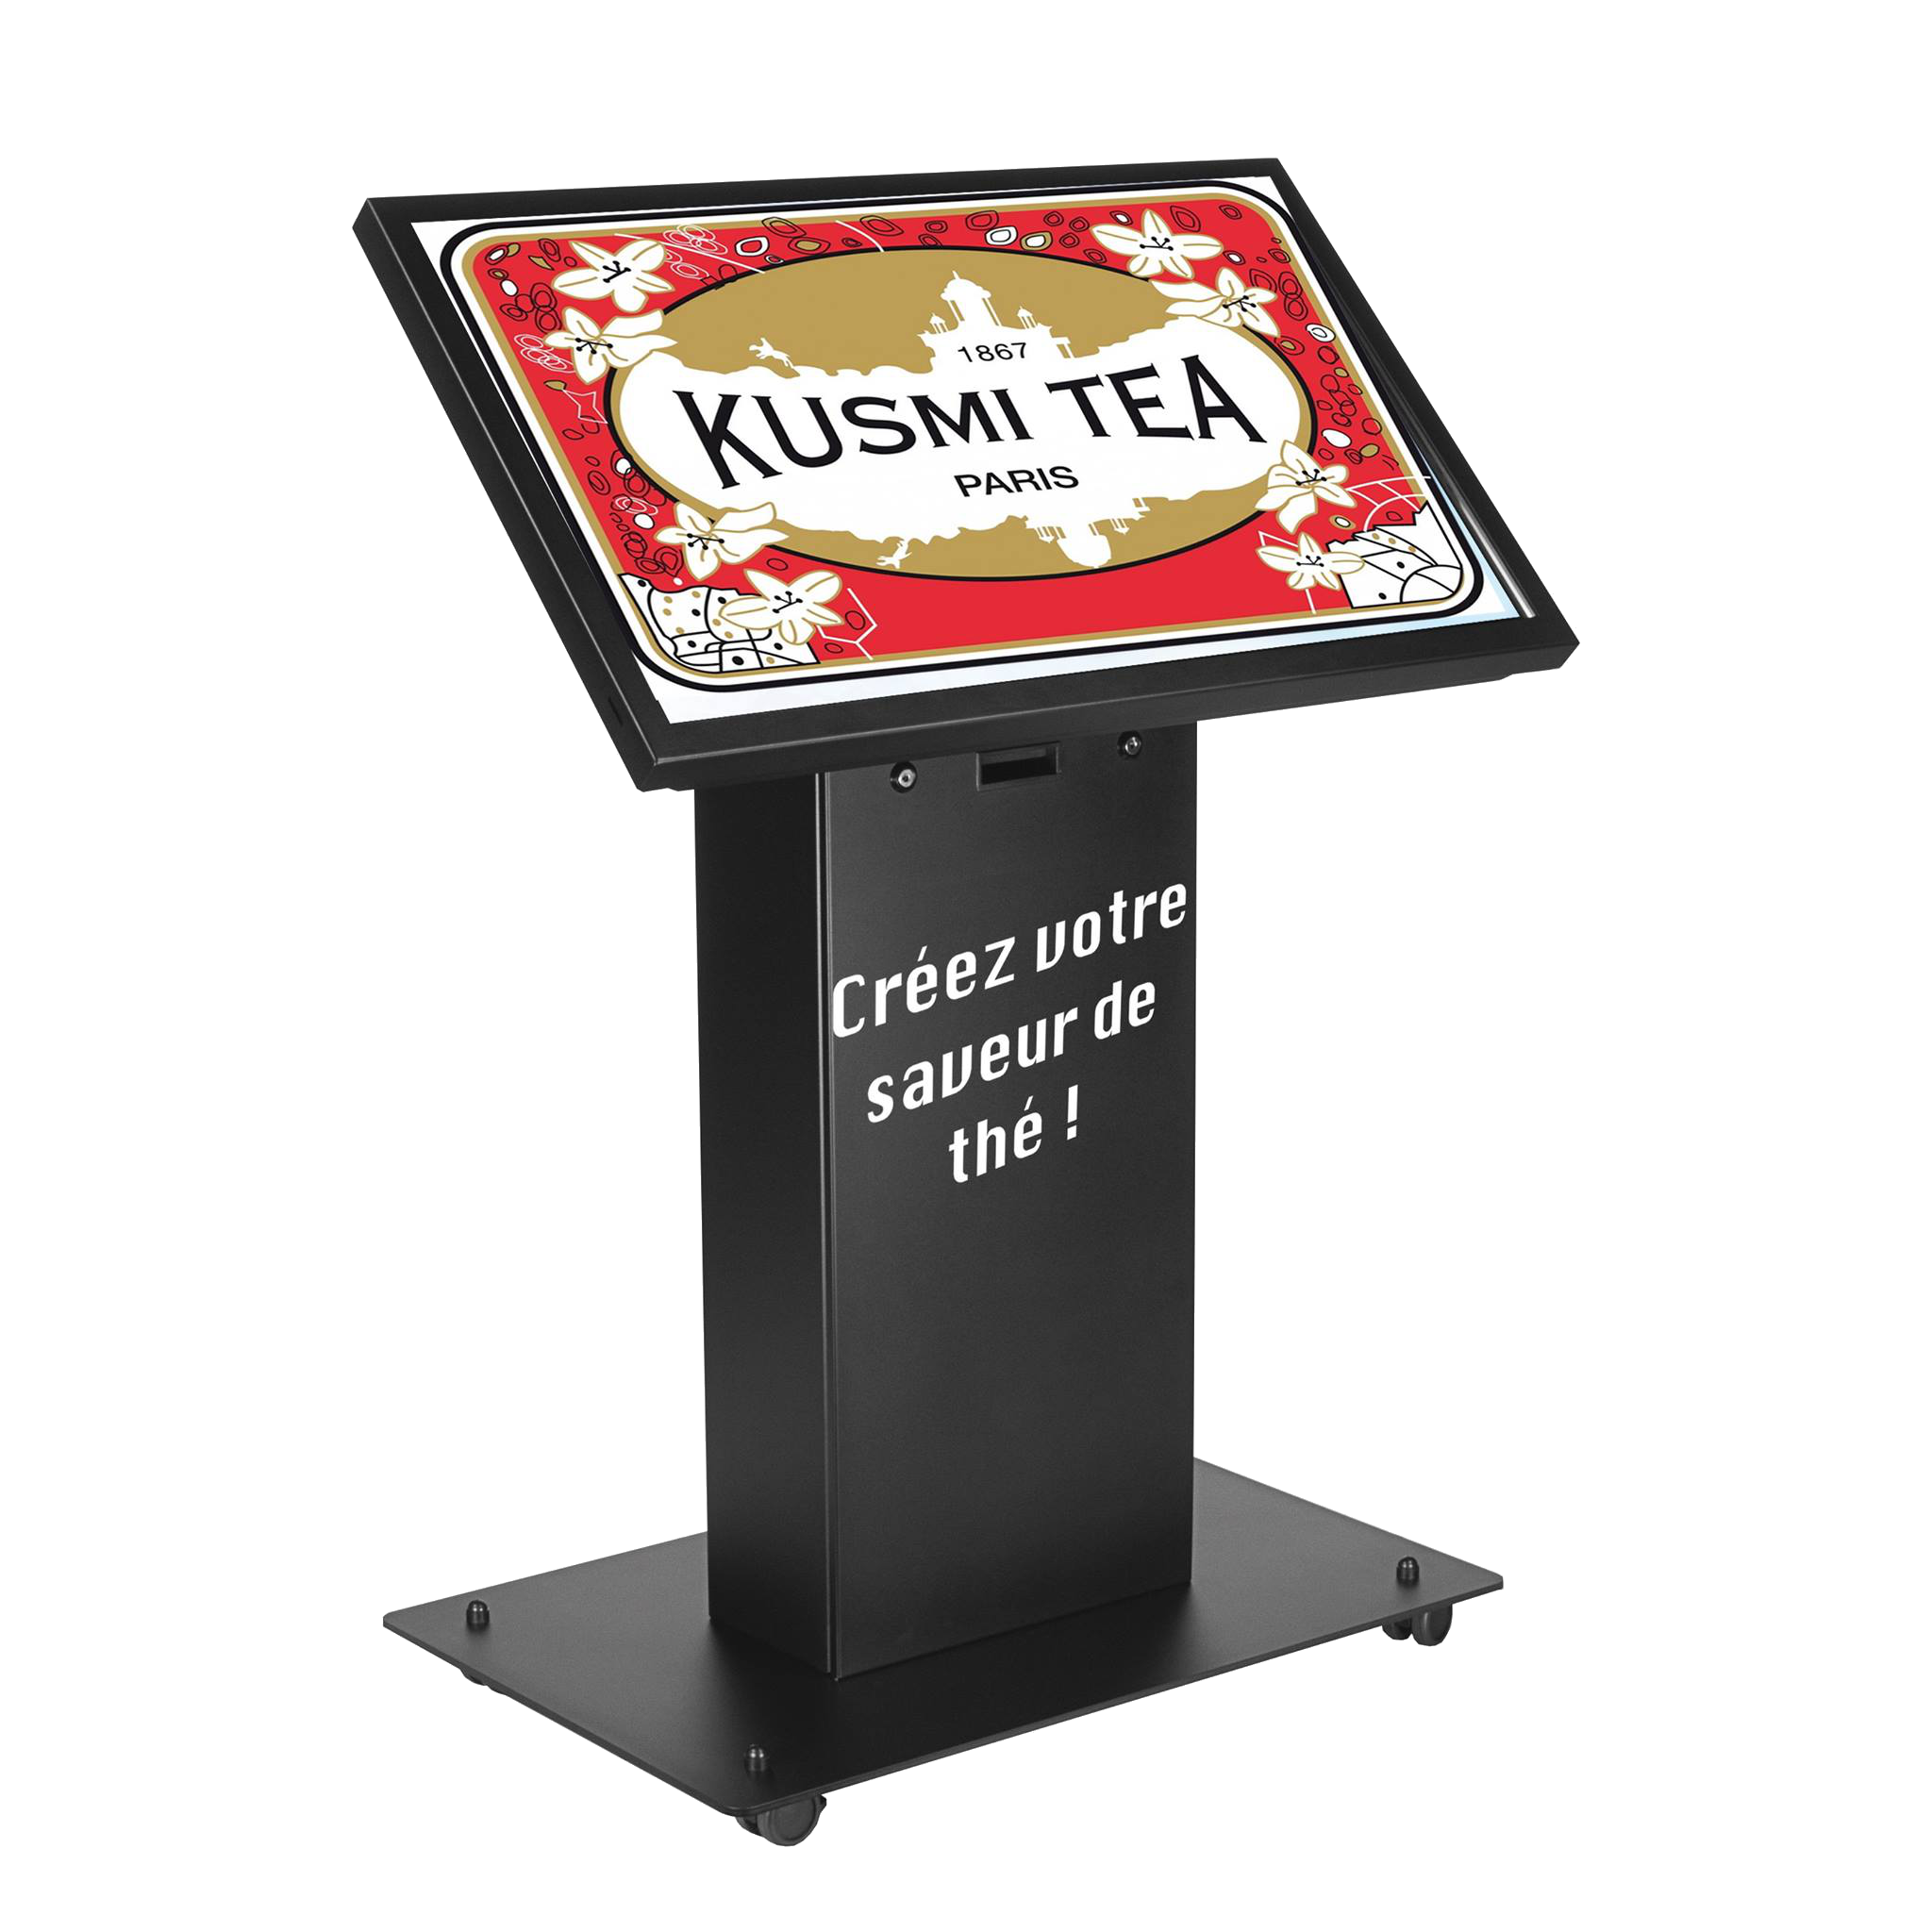 1867
KUSMI TEA
PARIS
Créez votre
saveur de
thé !